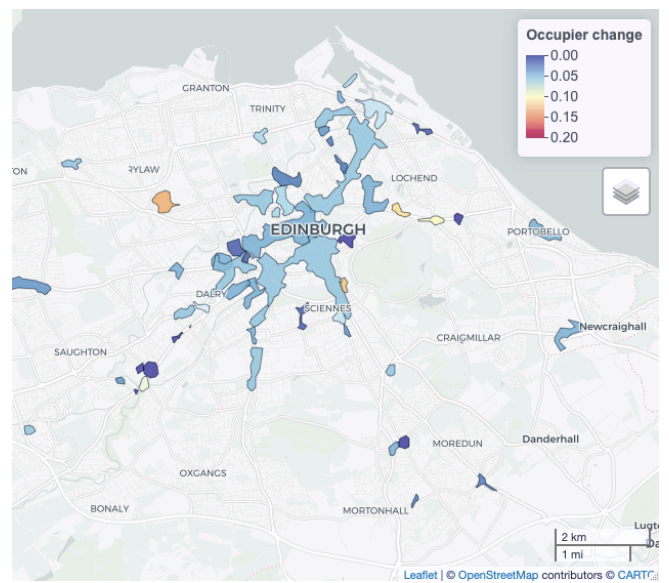 Occupier change
0.00
0.05
0.10
0.15
0.20
GRANTON
TRINITY
TON
RYLAW
LOCHEND
EDINBURGH
PORTOBELLO
DALRY
SCIENNES
Newcraighall
SAUGHTON
CRAIGMILLAR
MOREDUN
Danderhall
OXGANGS
BONALY
MORTONHALL
2 km
1 mi
Leaflet | © OpenStreetMap contributors © CARTO